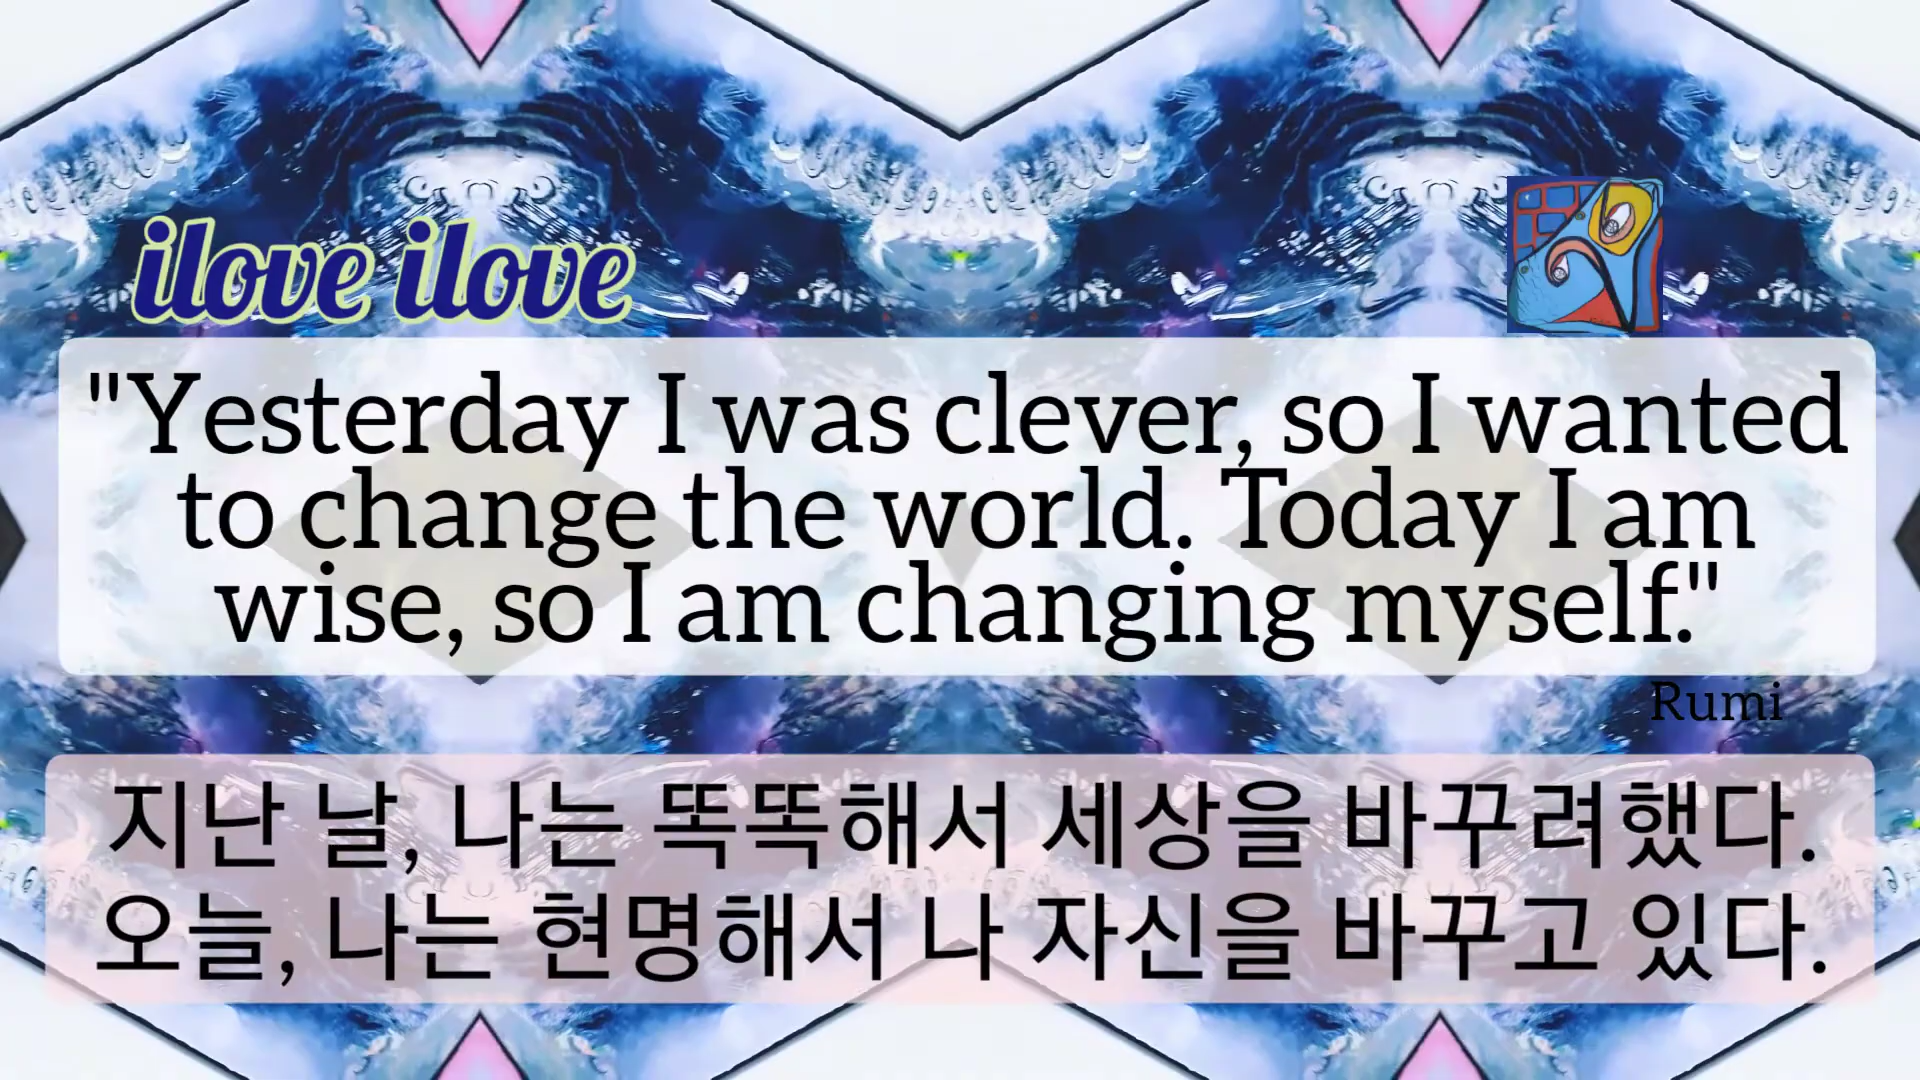 ilove ilove
"Yesterday I was clever, so I wanted
to change the world. Today I am
wise, so I am changing myself."
Rumi
지난 날, 나는 똑똑해서 세상을 바꾸려했다.
오늘, 나는 현명해서 나 자신을 바꾸고 있다.